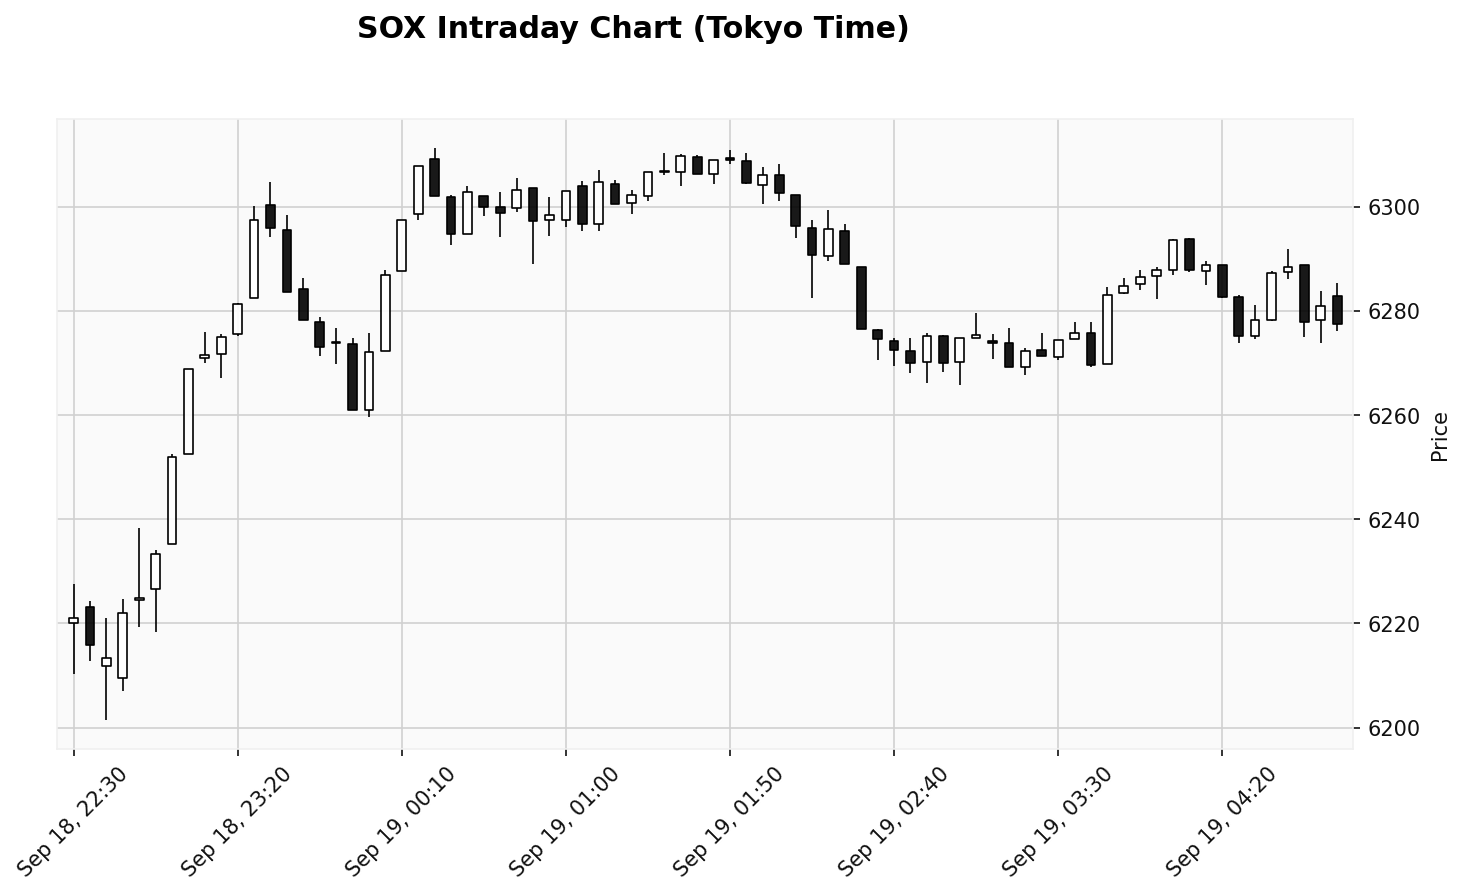 SOX Intraday Chart (Tokyo Time)
6300
6280
6260
6240
6220
6200
Price
Sep 18, 22:30
Sep 18, 23:20
Sep 19, 00:10
Sep 19, 01:00
Sep 19, 01:50
Sep 19, 02:40
Sep 19, 03:30
Sep 19, 04:20